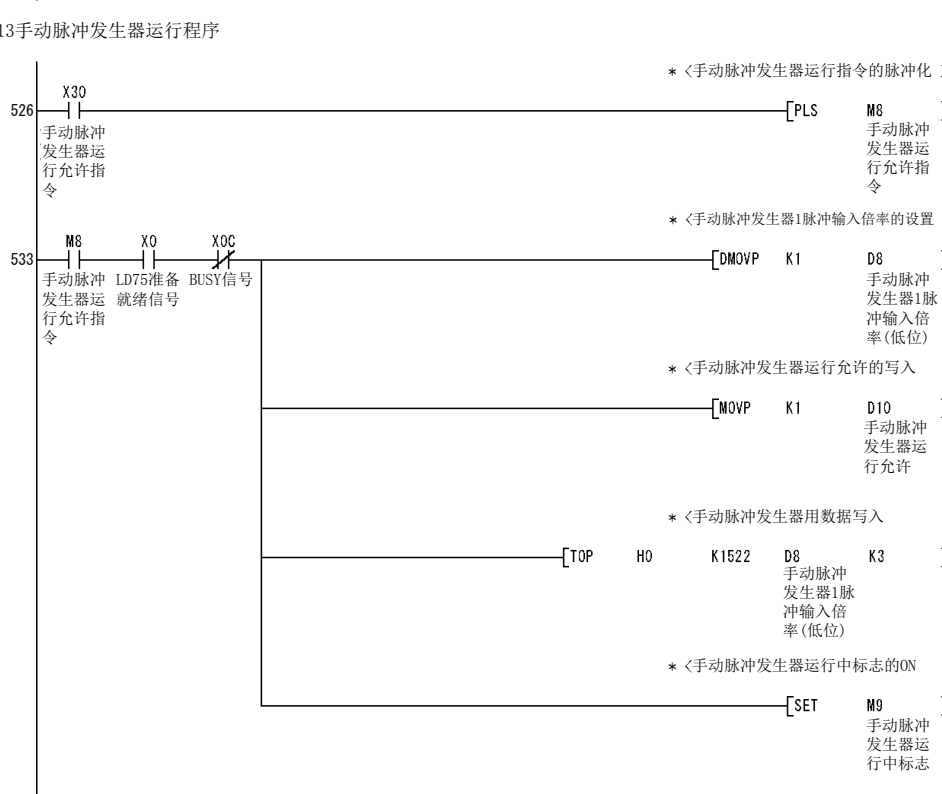 13手动脉冲发生器运行程序
* <手动脉冲发生器运行指令的脉冲化
526 X30 PLS M8
手动脉冲 手动脉冲
发生器运 发生器运
行允许指 行允许指
令 令
* <手动脉冲发生器1脉冲输入倍率的设置
533 M8 X0 X0C DMOVP K1 D8
手动脉冲 LD75准备 BUSY信号 手动脉冲
发生器运 就绪信号 发生器1脉
行允许指 冲输入倍
令 率(低位)
* <手动脉冲发生器运行允许的写入
MOVP K1 D10
手动脉冲
发生器运
行允许
* <手动脉冲发生器用数据写入
TOP H0 K1522 D8 K3
手动脉冲
发生器1脉
冲输入倍
率(低位)
* <手动脉冲发生器运行中标志的ON
SET M9
手动脉冲
发生器运
行中标志